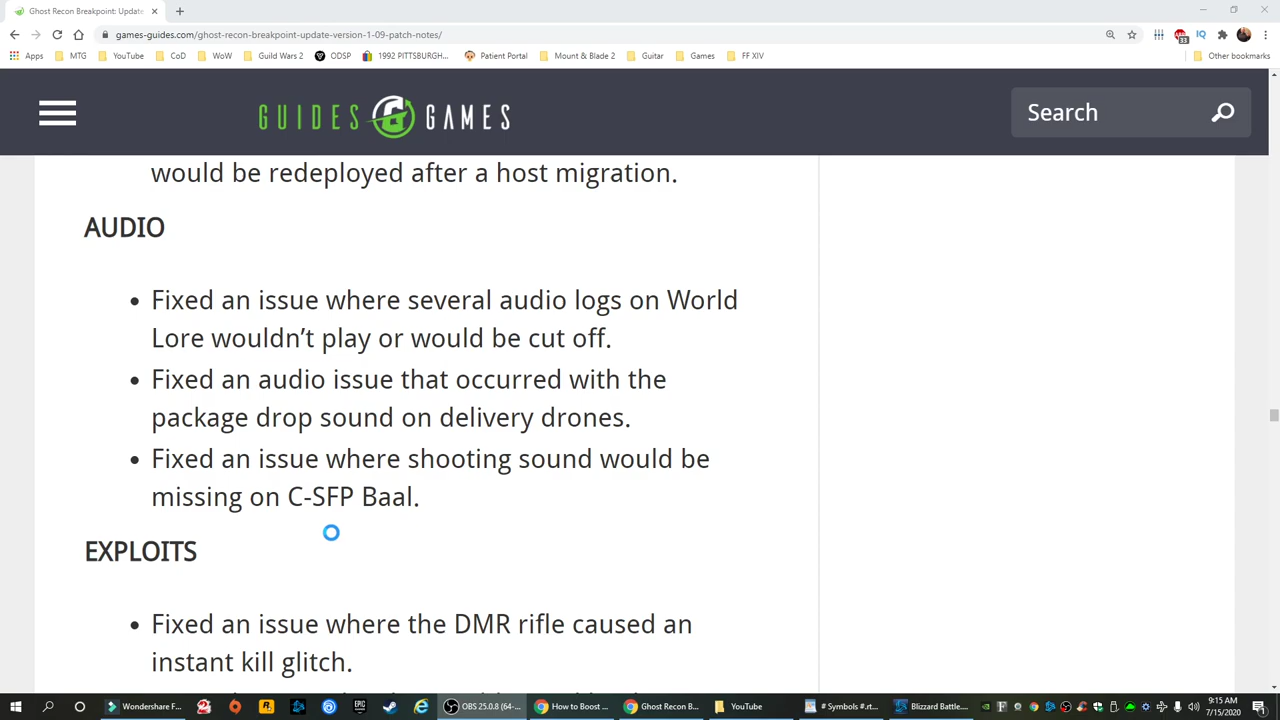 Ghost Recon Breakpoint: Update
games-guides.com/ghost-recon-breakpoint-update-version-1-09-patch-notes/
Apps MTG YouTube CoD WoW Guild Wars 2 ODSP 1992 PITTSBURGH... Patient Portal Mount & Blade 2 Guitar Games FF XIV Other bookmarks
GUIDES GAMES
Search
would be redeployed after a host migration.
AUDIO
• Fixed an issue where several audio logs on World
Lore wouldn’t play or would be cut off.
• Fixed an audio issue that occurred with the
package drop sound on delivery drones.
• Fixed an issue where shooting sound would be
missing on C-SFP Baal.
EXPLOITS
• Fixed an issue where the DMR rifle caused an
instant kill glitch.
Wondershare F... OBS 25.0.8 (64-... How to Boost ... Ghost Recon B... YouTube # Symbols #.rt... Blizzard Battle...
9:15 AM
7/15/2020